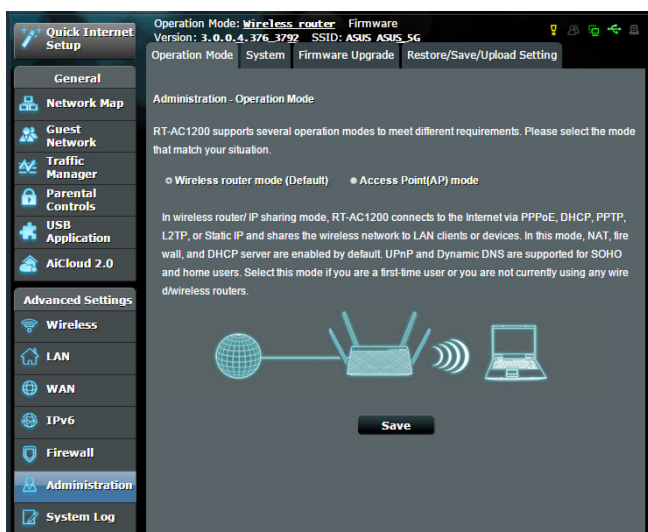 Quick Internet
Setup
General
Network Map
Guest
Network
Traffic
Manager
Parental
Controls
USB
Application
AiCloud 2.0
Advanced Settings
Wireless
LAN
WAN
IPv6
Firewall
Administration
System Log
Operation Mode: Wireless router Firmware
Version: 3.0.0.4.376_3792 SSID: ASUS ASUS_5G
Operation Mode System Firmware Upgrade Restore/Save/Upload Setting
Administration - Operation Mode
RT-AC1200 supports several operation modes to meet different requirements. Please select the mode
that match your situation.
Wireless router mode (Default) Access Point(AP) mode
In wireless router/ IP sharing mode, RT-AC1200 connects to the Internet via PPPoE, DHCP, PPTP,
L2TP, or Static IP and shares the wireless network to LAN clients or devices. In this mode, NAT, fire
wall, and DHCP server are enabled by default. UPnP and Dynamic DNS are supported for SOHO
and home users. Select this mode if you are a first-time user or you are not currently using any wire
d/wireless routers.
Save